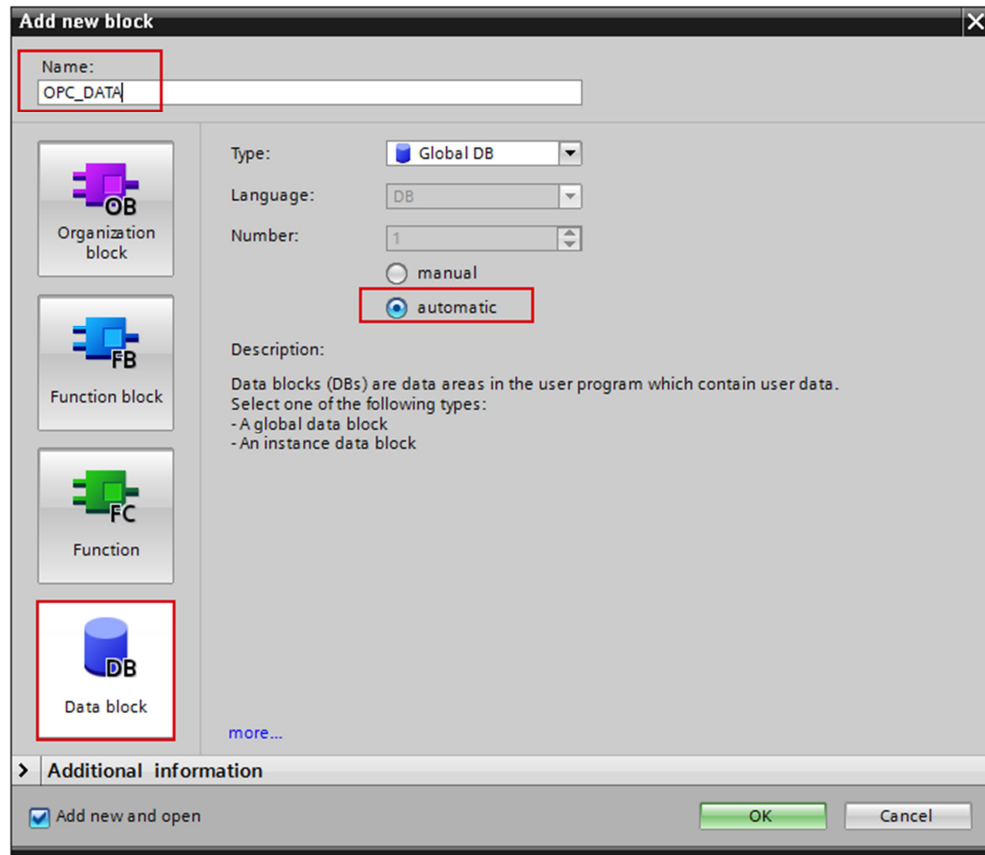 Add new block
Name:
OPC_DATA
OB
Organization
block
FB
Function block
FC
Function
DB
Data block
Type:
Global DB
Language:
DB
Number:
1
manual
automatic
Description:
Data blocks (DBs) are data areas in the user program which contain user data.
Select one of the following types:
- A global data block
- An instance data block
more...
> Additional information
Add new and open
OK
Cancel